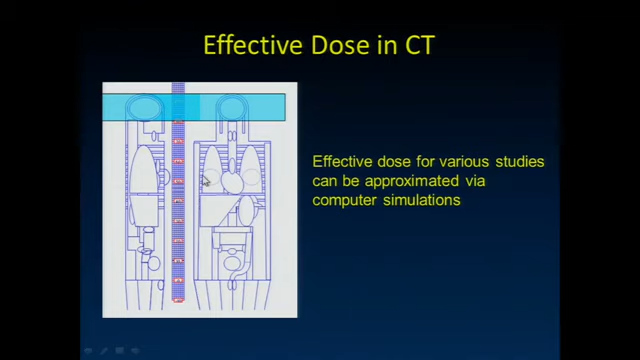 Effective Dose in CT
Effective dose for various studies
can be approximated via
computer simulations